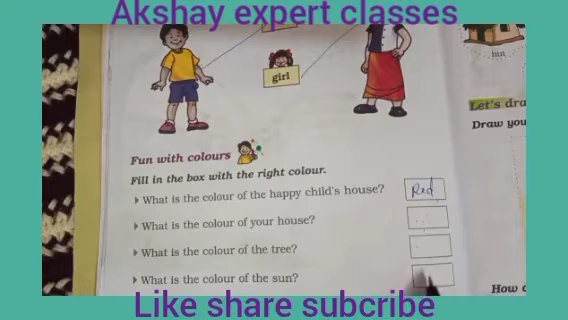 Akshay expert classes
girl
hut
Let's dra
Draw you
Fun with colours
Fill in the box with the right colour.
What is the colour of the happy child's house?
Red
What is the colour of your house?
What is the colour of the tree?
What is the colour of the sun?
How
Like share subcribe